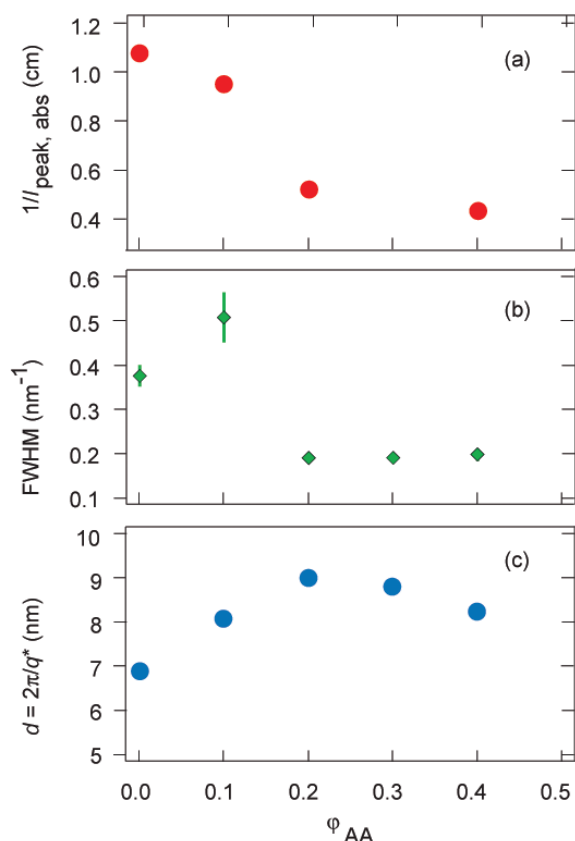 1.2
1.0
0.8
0.6
0.4
1/I peak, abs (cm)
(a)
0.6
0.5
0.4
0.3
0.2
0.1
FWHM (nm⁻¹)
(b)
10
9
8
7
6
5
d = 2π/q* (nm)
(c)
0.0 0.1 0.2 0.3 0.4 0.5
φ AA